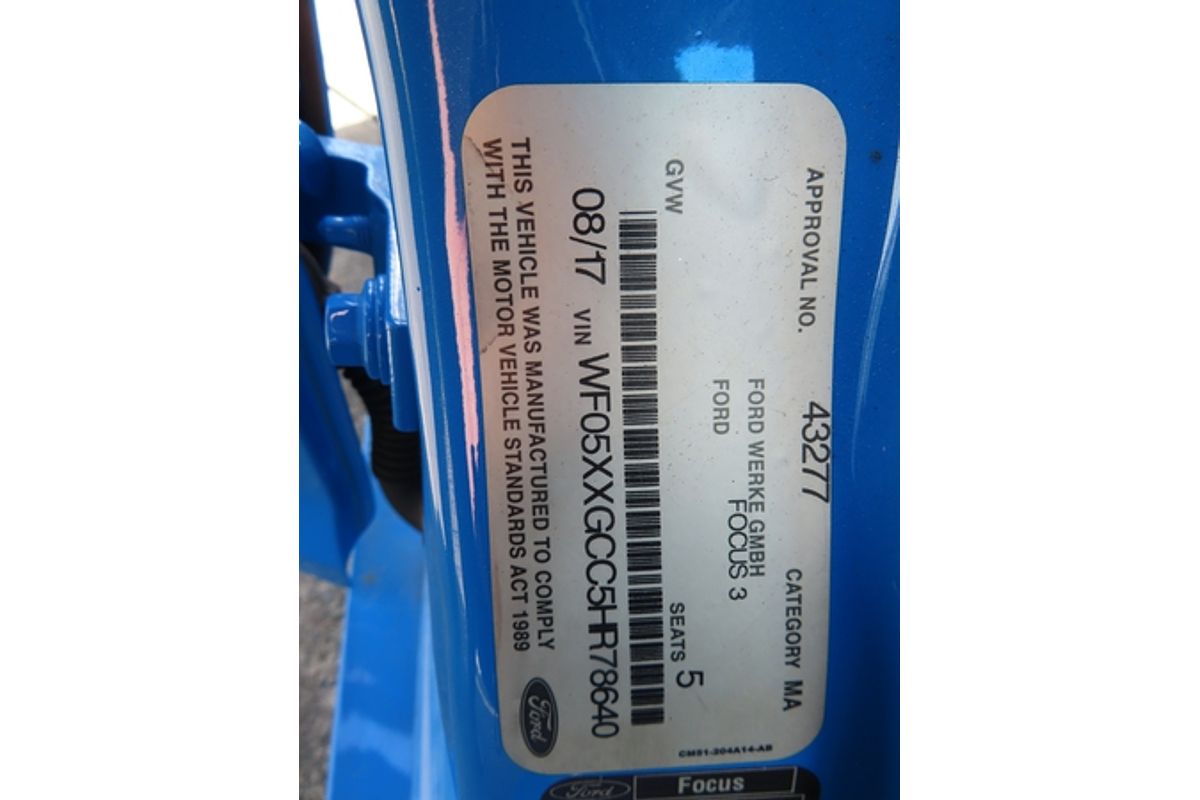 APPROVAL NO. 43277 CATEGORY MA
FORD WERKE GMBH
FORD FOCUS 3
GVW SEATS 5
08/17 VIN WF05XXGCC5HR78640
THIS VEHICLE WAS MANUFACTURED TO COMPLY
WITH THE MOTOR VEHICLE STANDARDS ACT 1989
Ford
CM51-204A14-AB
Ford Focus